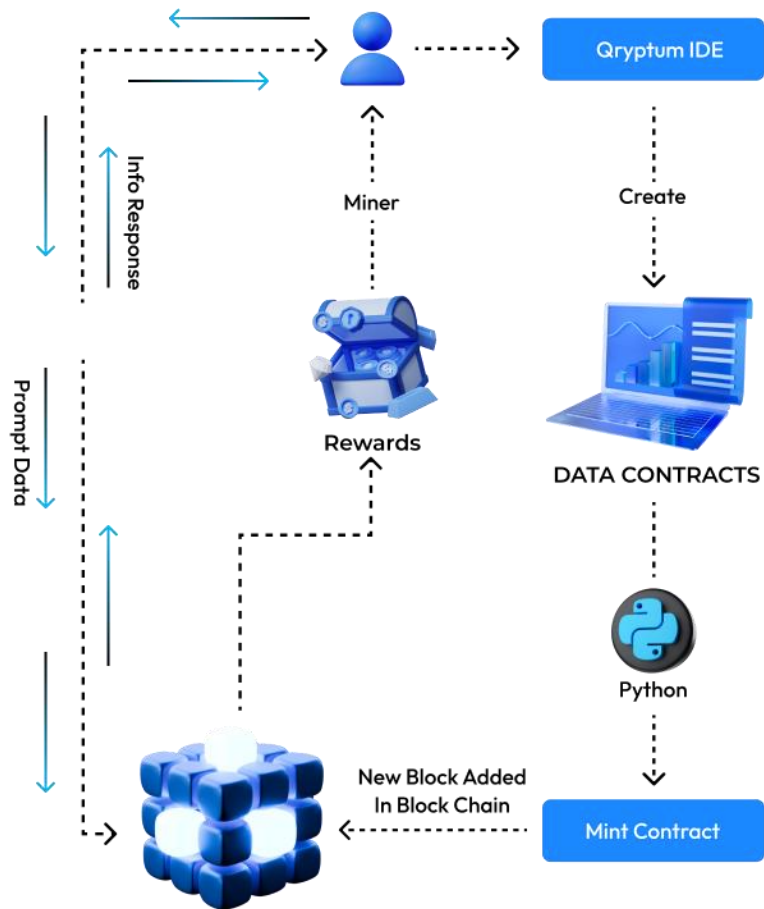 Qryptum IDE
Info Response
Miner
Create
Prompt Data
Rewards
DATA CONTRACTS
Python
New Block Added
In Block Chain
Mint Contract